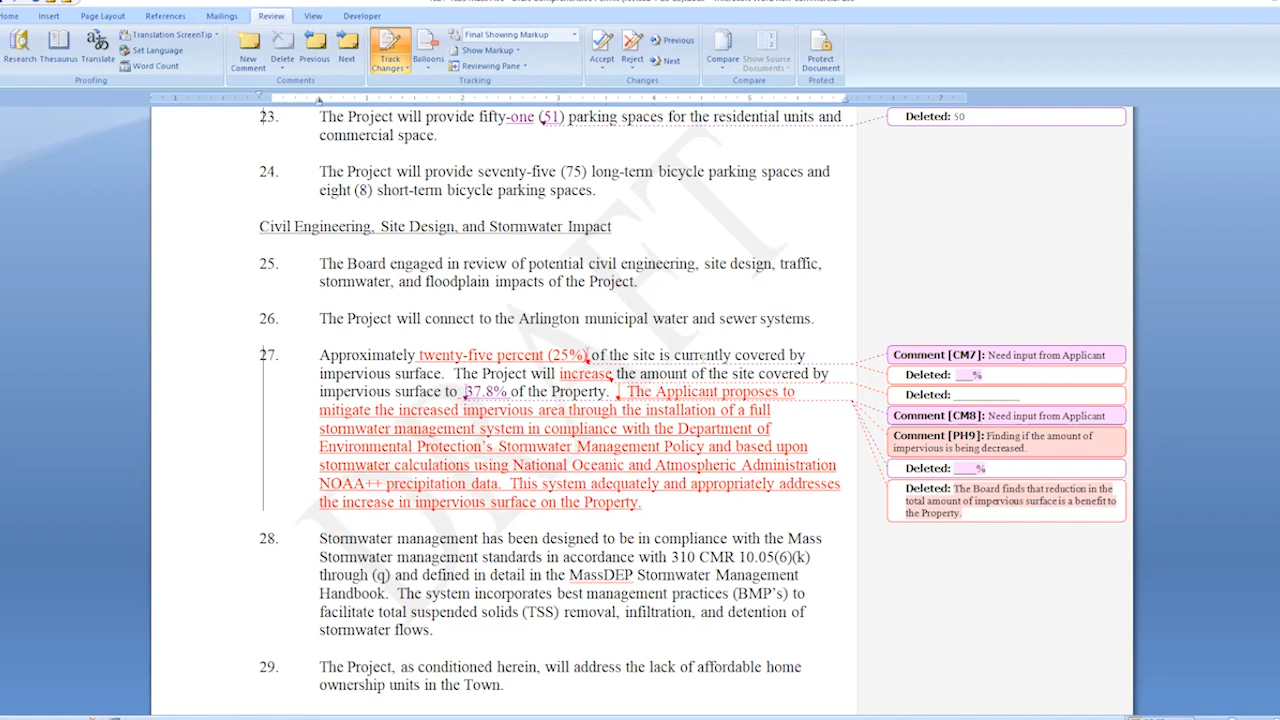 Home Insert Page Layout References Mailings Review View Developer
Research Thesaurus Translate
Translation ScreenTip
Set Language
Word Count
Proofing
New Comment Delete Previous Next
Comments
Track Changes Balloons
Final Showing Markup
Show Markup
Reviewing Pane
Tracking
Accept Reject Previous
Next
Changes
Compare Show Source Documents
Compare
Protect Document
Protect
1 1 2 3 4 5 6 7
23. The Project will provide fifty-one (51) parking spaces for the residential units and
commercial space.
Deleted: 50
24. The Project will provide seventy-five (75) long-term bicycle parking spaces and
eight (8) short-term bicycle parking spaces.
Civil Engineering, Site Design, and Stormwater Impact
25. The Board engaged in review of potential civil engineering, site design, traffic,
stormwater, and floodplain impacts of the Project.
26. The Project will connect to the Arlington municipal water and sewer systems.
27. Approximately twenty-five percent (25%) of the site is currently covered by
impervious surface. The Project will increase the amount of the site covered by
impervious surface to 37.8% of the Property. The Applicant proposes to
mitigate the increased impervious area through the installation of a full
stormwater management system in compliance with the Department of
Environmental Protection's Stormwater Management Policy and based upon
stormwater calculations using National Oceanic and Atmospheric Administration
NOAA++ precipitation data. This system adequately and appropriately addresses
the increase in impervious surface on the Property.
Comment [CM7]: Need input from Applicant
Deleted: ___%
Deleted: ____________
Comment [CM8]: Need input from Applicant
Comment [PH9]: Finding if the amount of
impervious is being decreased.
Deleted: ____%
Deleted: The Board finds that reduction in the
total amount of impervious surface is a benefit to
the Property.
28. Stormwater management has been designed to be in compliance with the Mass
Stormwater management standards in accordance with 310 CMR 10.05(6)(k)
through (q) and defined in detail in the MassDEP Stormwater Management
Handbook. The system incorporates best management practices (BMP's) to
facilitate total suspended solids (TSS) removal, infiltration, and detention of
stormwater flows.
29. The Project, as conditioned herein, will address the lack of affordable home
ownership units in the Town.
DRAFT